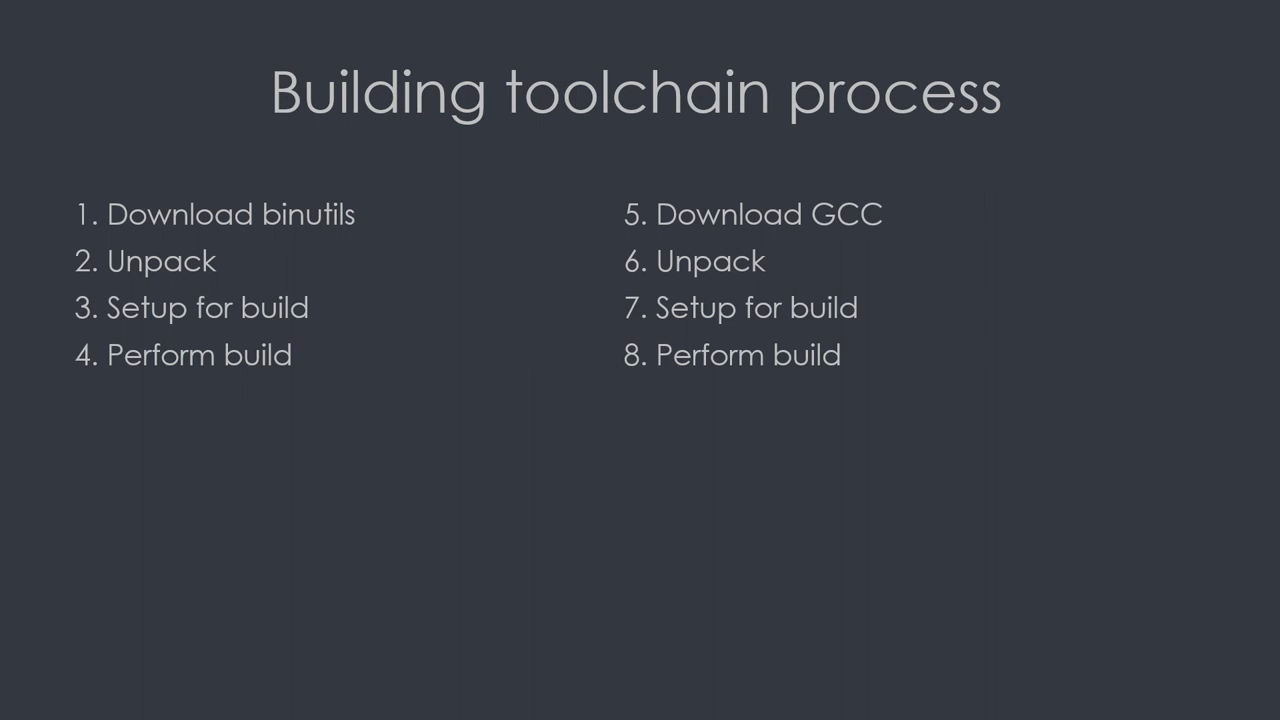 Building toolchain process
1. Download binutils
2. Unpack
3. Setup for build
4. Perform build
5. Download GCC
6. Unpack
7. Setup for build
8. Perform build